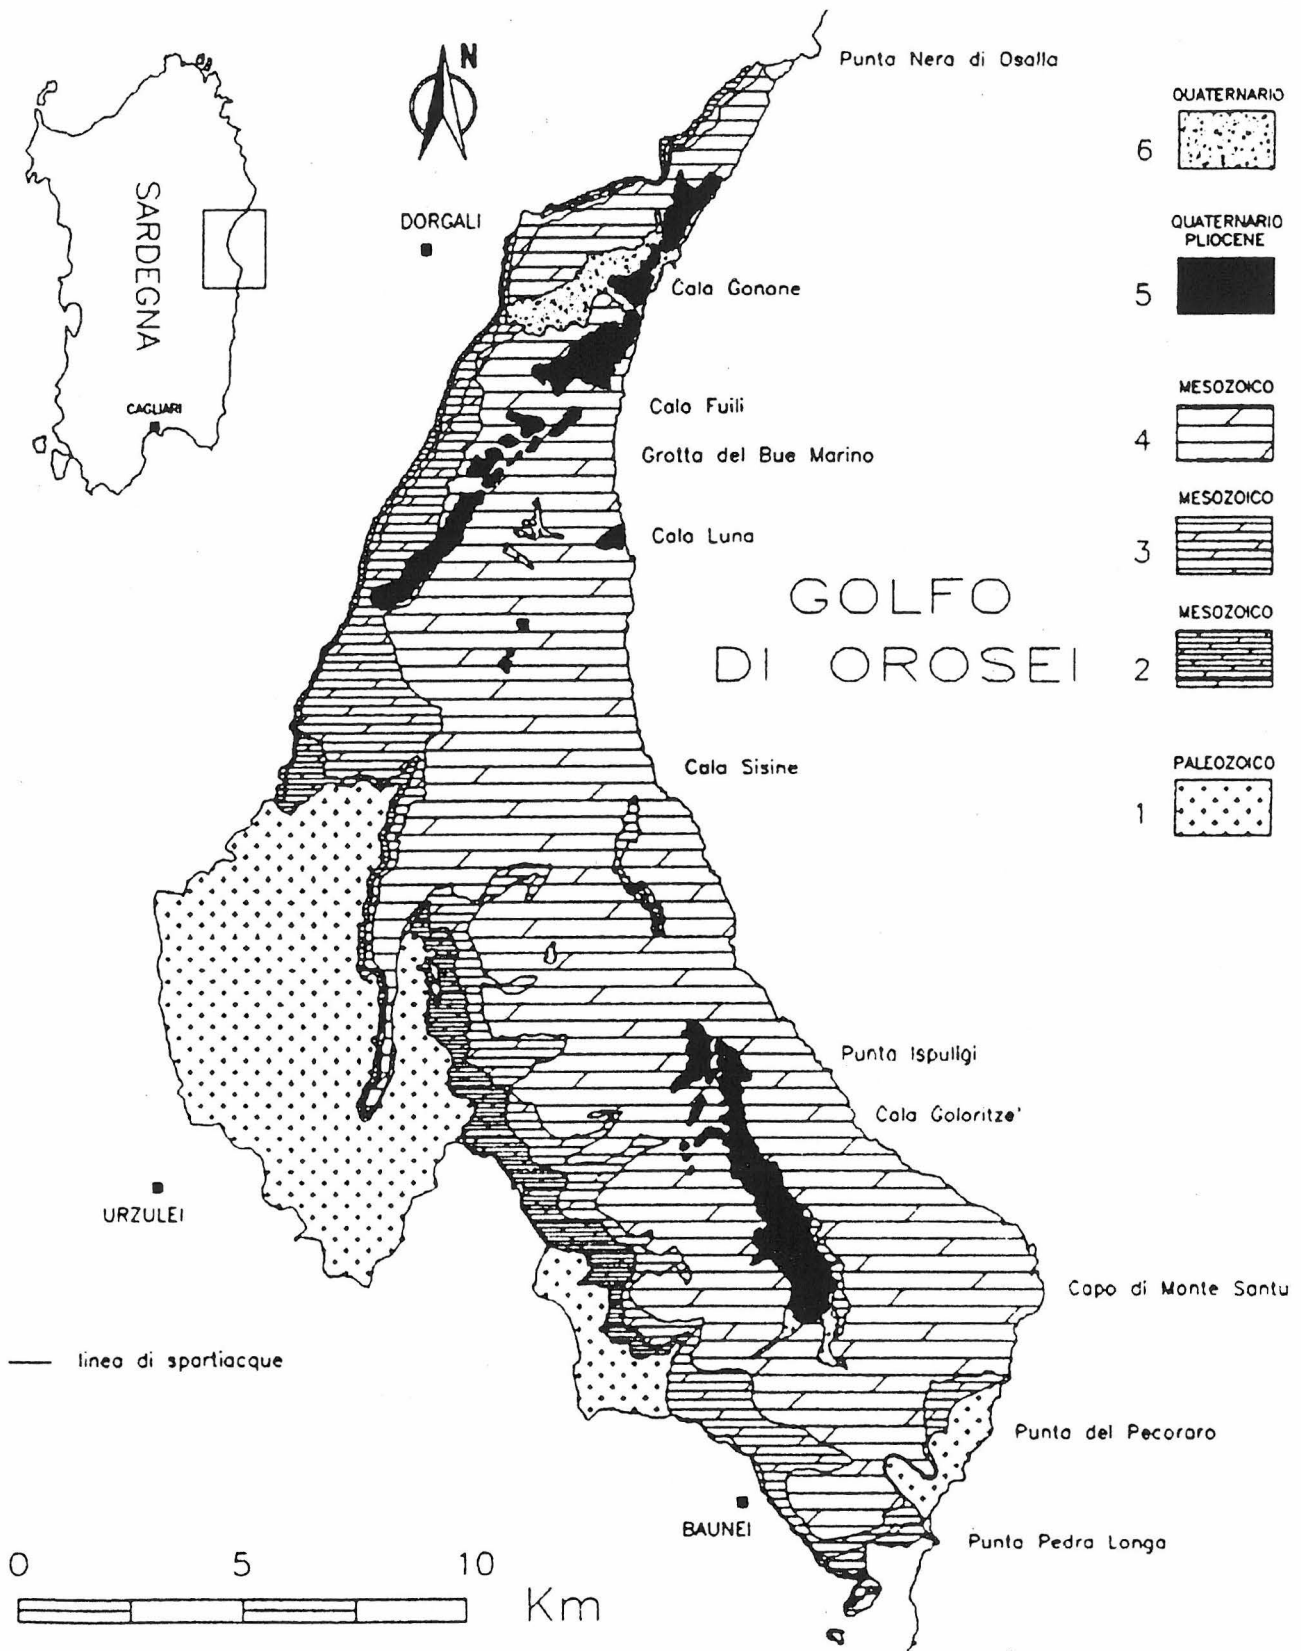 N
Punta Nera di Osalla
QUATERNARIO
6
SARDEGNA
DORGALI
QUATERNARIO
PLIOCENE
5
Cala Gonone
MESOZOICO
4
CAGLIARI
Cala Fuili
Grotta del Bue Marino
MESOZOICO
3
Cala Luna
GOLFO
DI OROSEI
MESOZOICO
2
Cala Sisine
PALEOZOICO
1
Punta Ispuligi
Cala Goloritze'
URZULEI
Capo di Monte Santu
linea di spartiacque
Punta del Pecoraro
BAUNEI
Punta Pedra Longa
0 5 10
Km